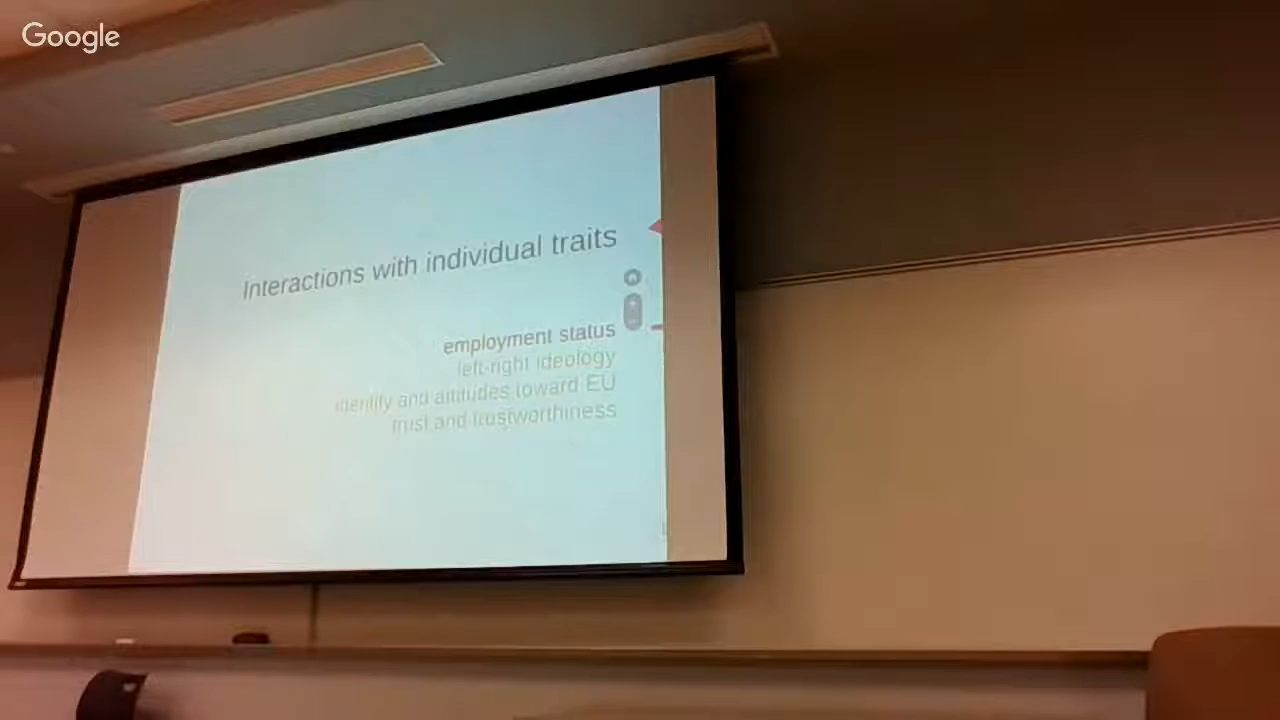 Google
Interactions with individual traits
employment status
left-right ideology
identity and attitudes toward EU
trust and trustworthiness